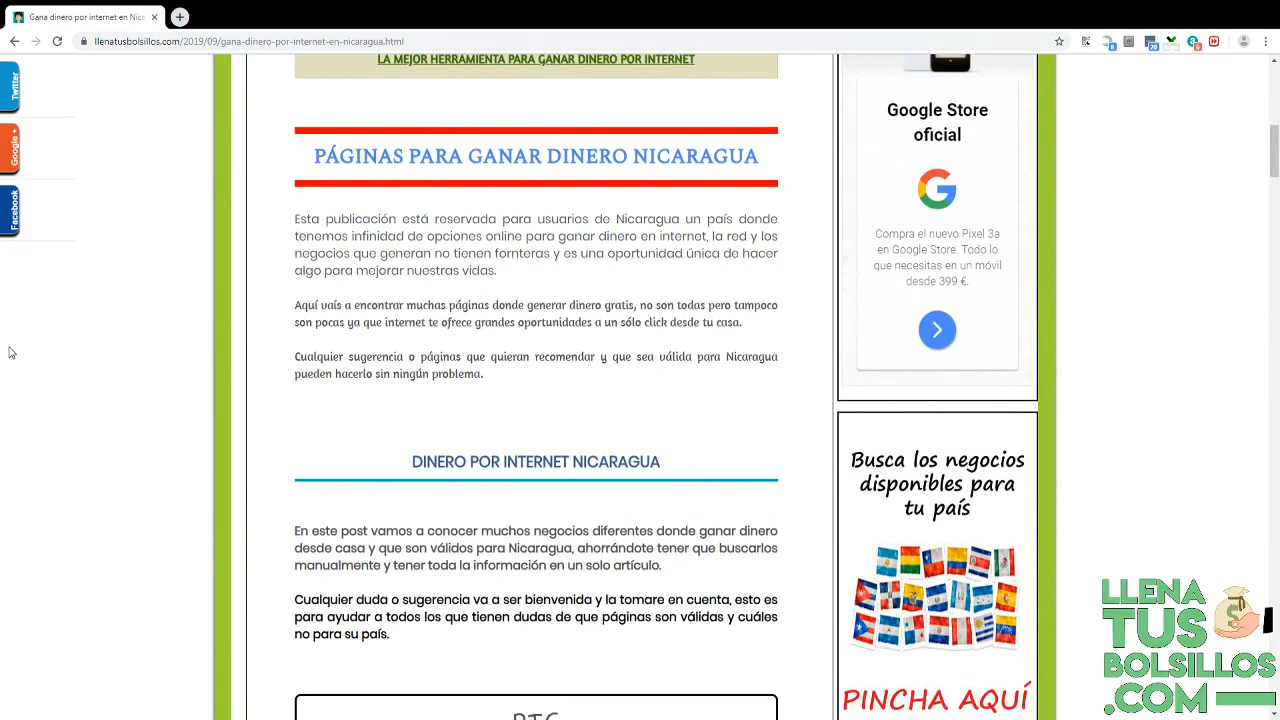 Gana dinero por internet en Nica
llenatusbolsillos.com/2019/09/gana-dinero-por-internet-en-nicaragua.html
Twitter
Google +
Facebook
LA MEJOR HERRAMIENTA PARA GANAR DINERO POR INTERNET
PÁGINAS PARA GANAR DINERO NICARAGUA
Esta publicación está reservada para usuarios de Nicaragua un país donde
tenemos infinidad de opciones online para ganar dinero en internet, la red y los
negocios que generan no tienen fornteras y es una oportunidad única de hacer
algo para mejorar nuestras vidas.
Aquí vaís a encontrar muchas páginas donde generar dinero gratis, no son todas pero tampoco
son pocas ya que internet te ofrece grandes oportunidades a un sólo click desde tu casa.
Cualquier sugerencia o páginas que quieran recomendar y que sea válida para Nicaragua
pueden hacerlo sin ningún problema.
DINERO POR INTERNET NICARAGUA
En este post vamos a conocer muchos negocios diferentes donde ganar dinero
desde casa y que son válidos para Nicaragua, ahorrándote tener que buscarlos
manualmente y tener toda la información en un solo artículo.
Cualquier duda o sugerencia va a ser bienvenida y la tomare en cuenta, esto es
para ayudar a todos los que tienen dudas de que páginas son válidas y cuáles
no para su país.
PTC
Google Store
oficial
Compra el nuevo Pixel 3a
en Google Store. Todo lo
que necesitas en un móvil
desde 399 €.
Busca los negocios
disponibles para
tu país
PINCHA AQUÍ
LLENA
TUS
BOLSILLOS
.COM